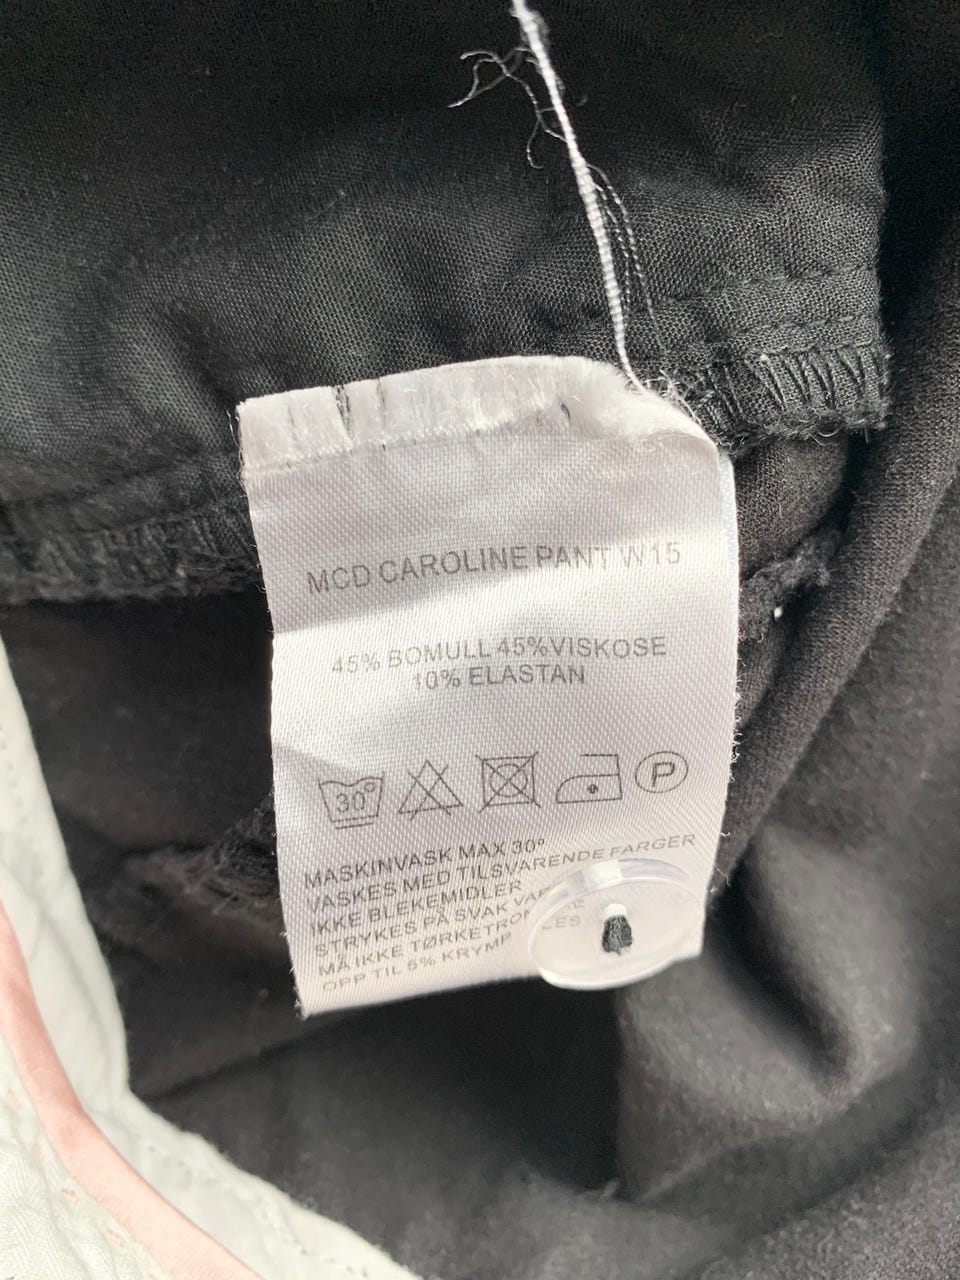 MCD CAROLINE PANT W15
45% BOMULL 45%VISKOSE
10% ELASTAN
30°
P
MASKINVASK MAX 30°
VASKES MED TILSVARENDE FARGER
IKKE BLEKEMIDLER
STRYKES PÅ SVAK
MÅ IKKE
OPP TIL 5% KRYMP